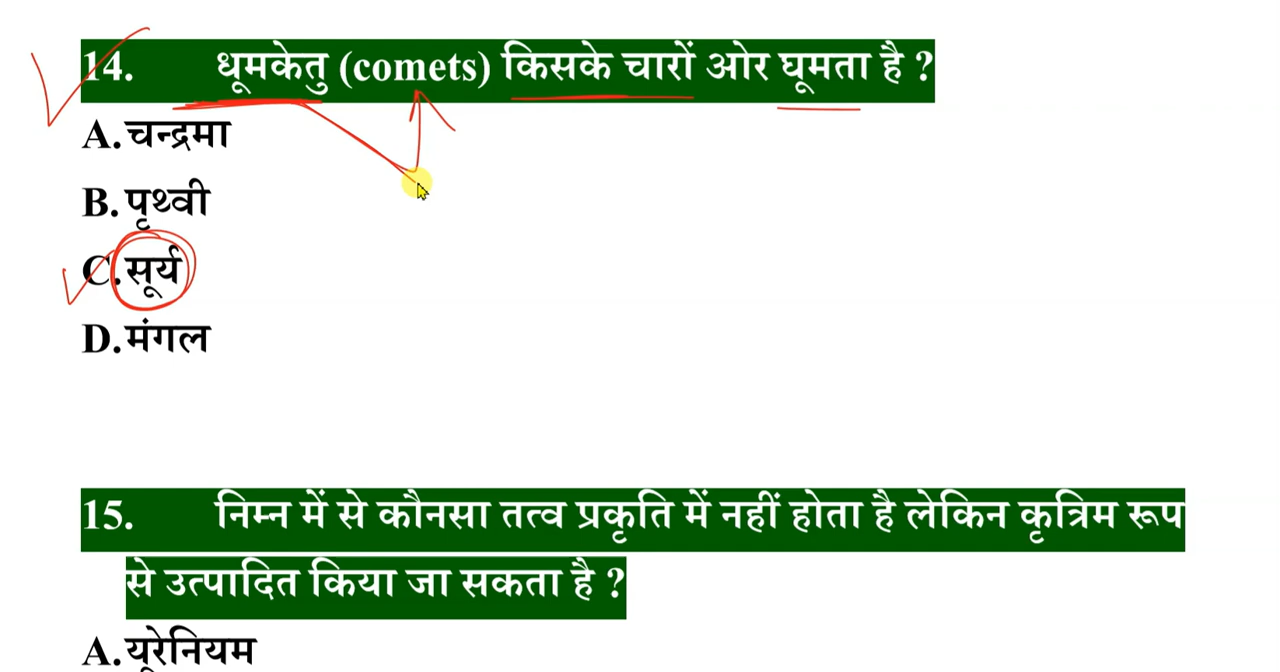 14. धूमकेतु (comets) किसके चारों ओर घूमता है ?
A.चन्द्रमा
B.पृथ्वी
C.सूर्य
D.मंगल
15. निम्न में से कौनसा तत्व प्रकृति में नहीं होता है लेकिन कृत्रिम रूप
से उत्पादित किया जा सकता है ?
A.यूरेनियम